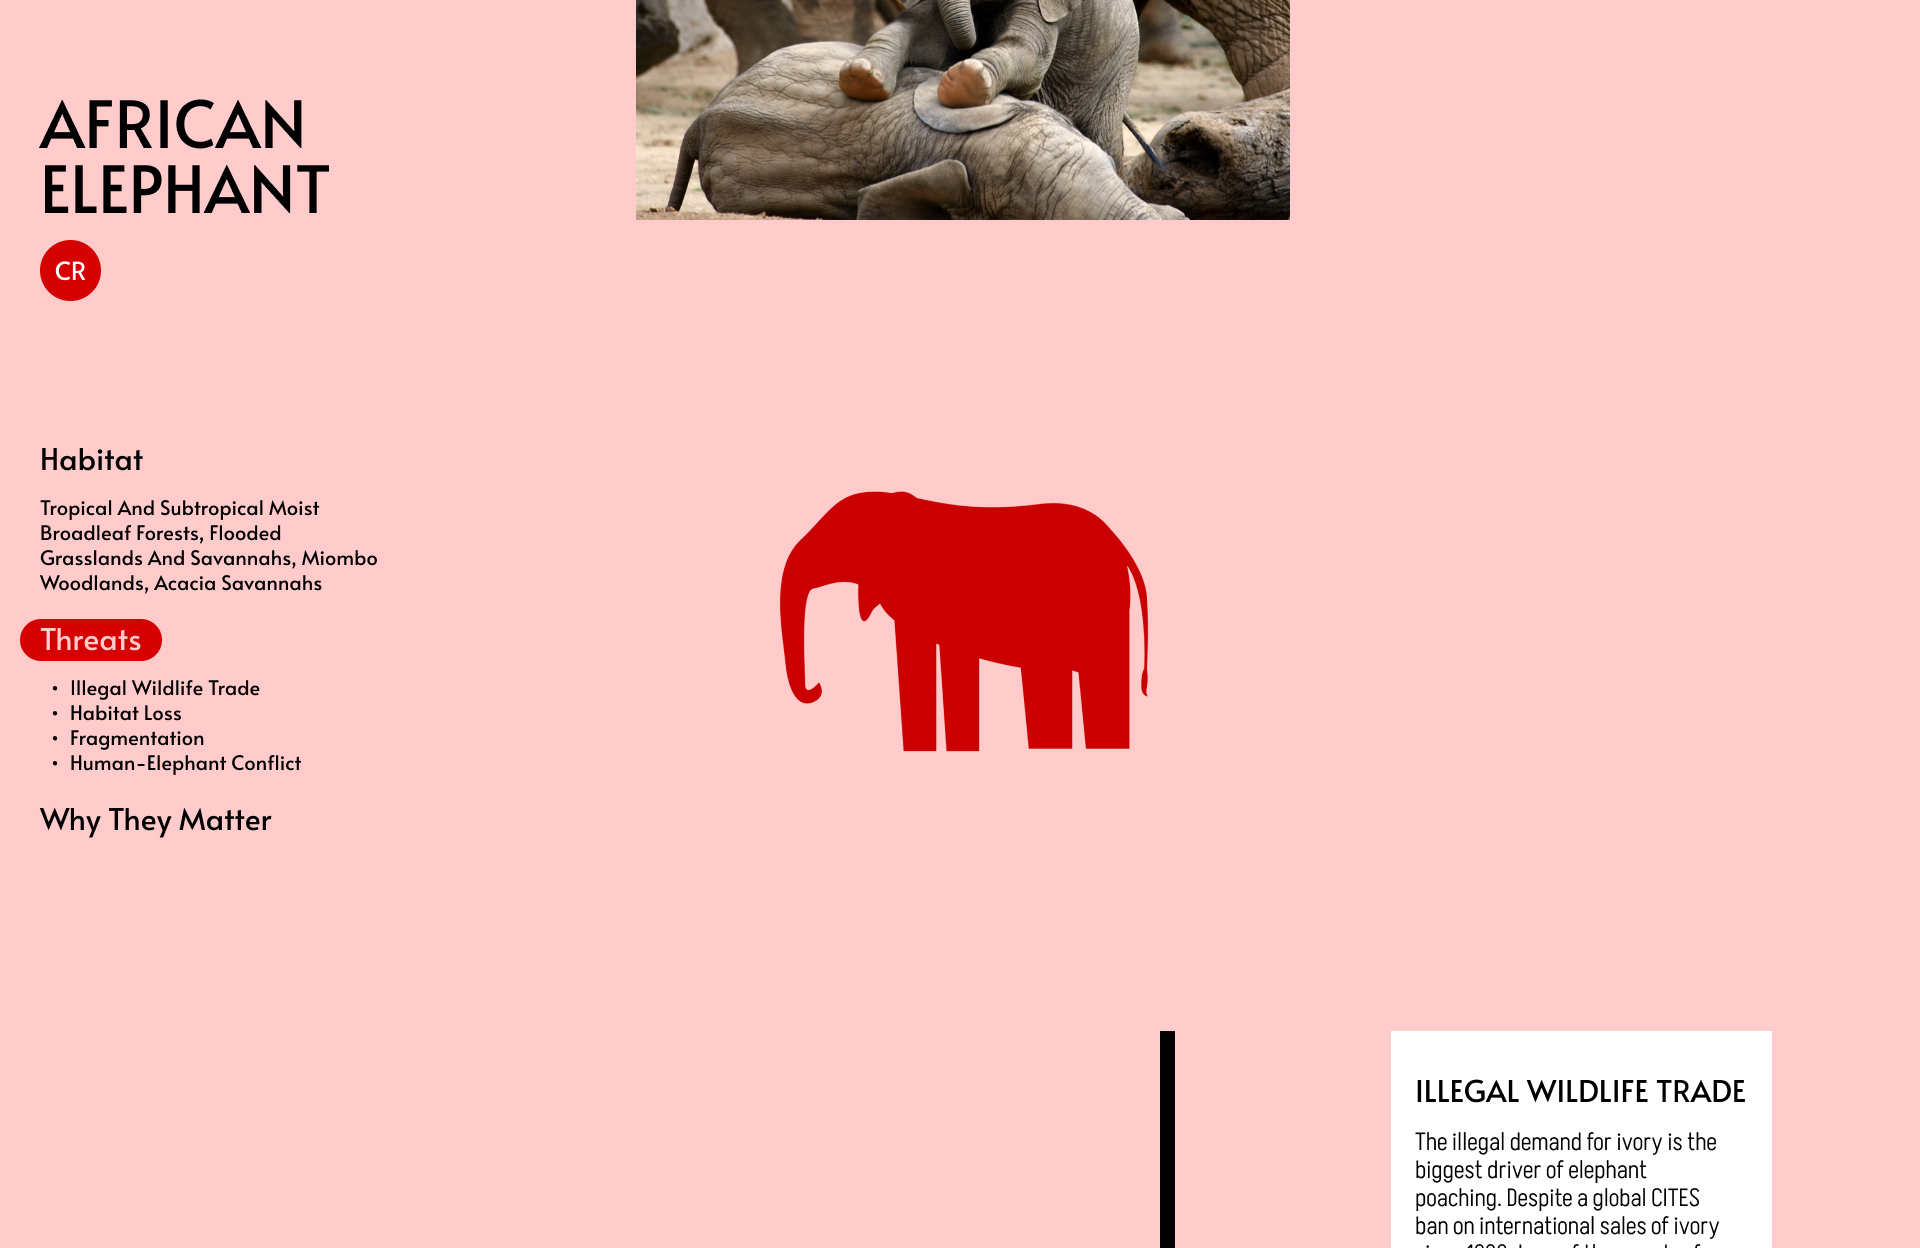 AFRICAN
ELEPHANT
CR
Habitat
Tropical And Subtropical Moist
Broadleaf Forests, Flooded
Grasslands And Savannahs, Miombo
Woodlands, Acacia Savannahs
Threats
• Illegal Wildlife Trade
• Habitat Loss
• Fragmentation
• Human-Elephant Conflict
Why They Matter
ILLEGAL WILDLIFE TRADE
The illegal demand for ivory is the
biggest driver of elephant
poaching. Despite a global CITES
ban on international sales of ivory